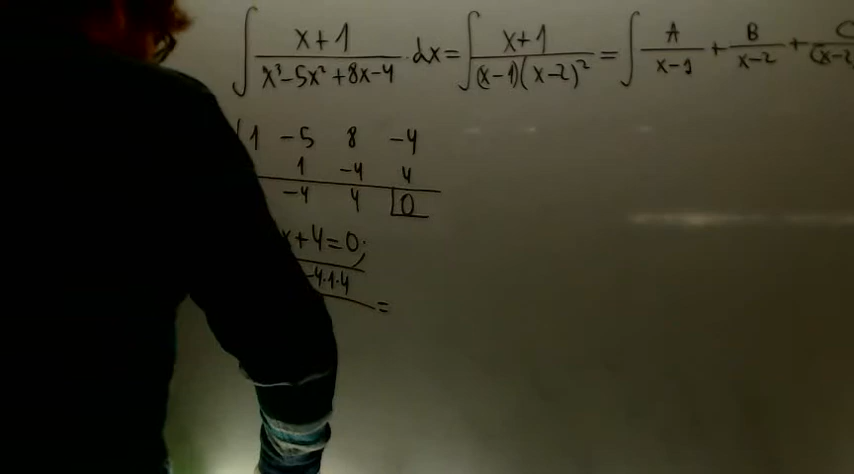 ∫ x+1 / x³-5x²+8x-4 dx = ∫ x+1 / (x-1)(x-2)² = ∫ A / x-1 + B / x-2 + C / (x-2
1 -5 8 -4
1 -4 4
-4 4 0
x+4=0;
-4·1·4
=